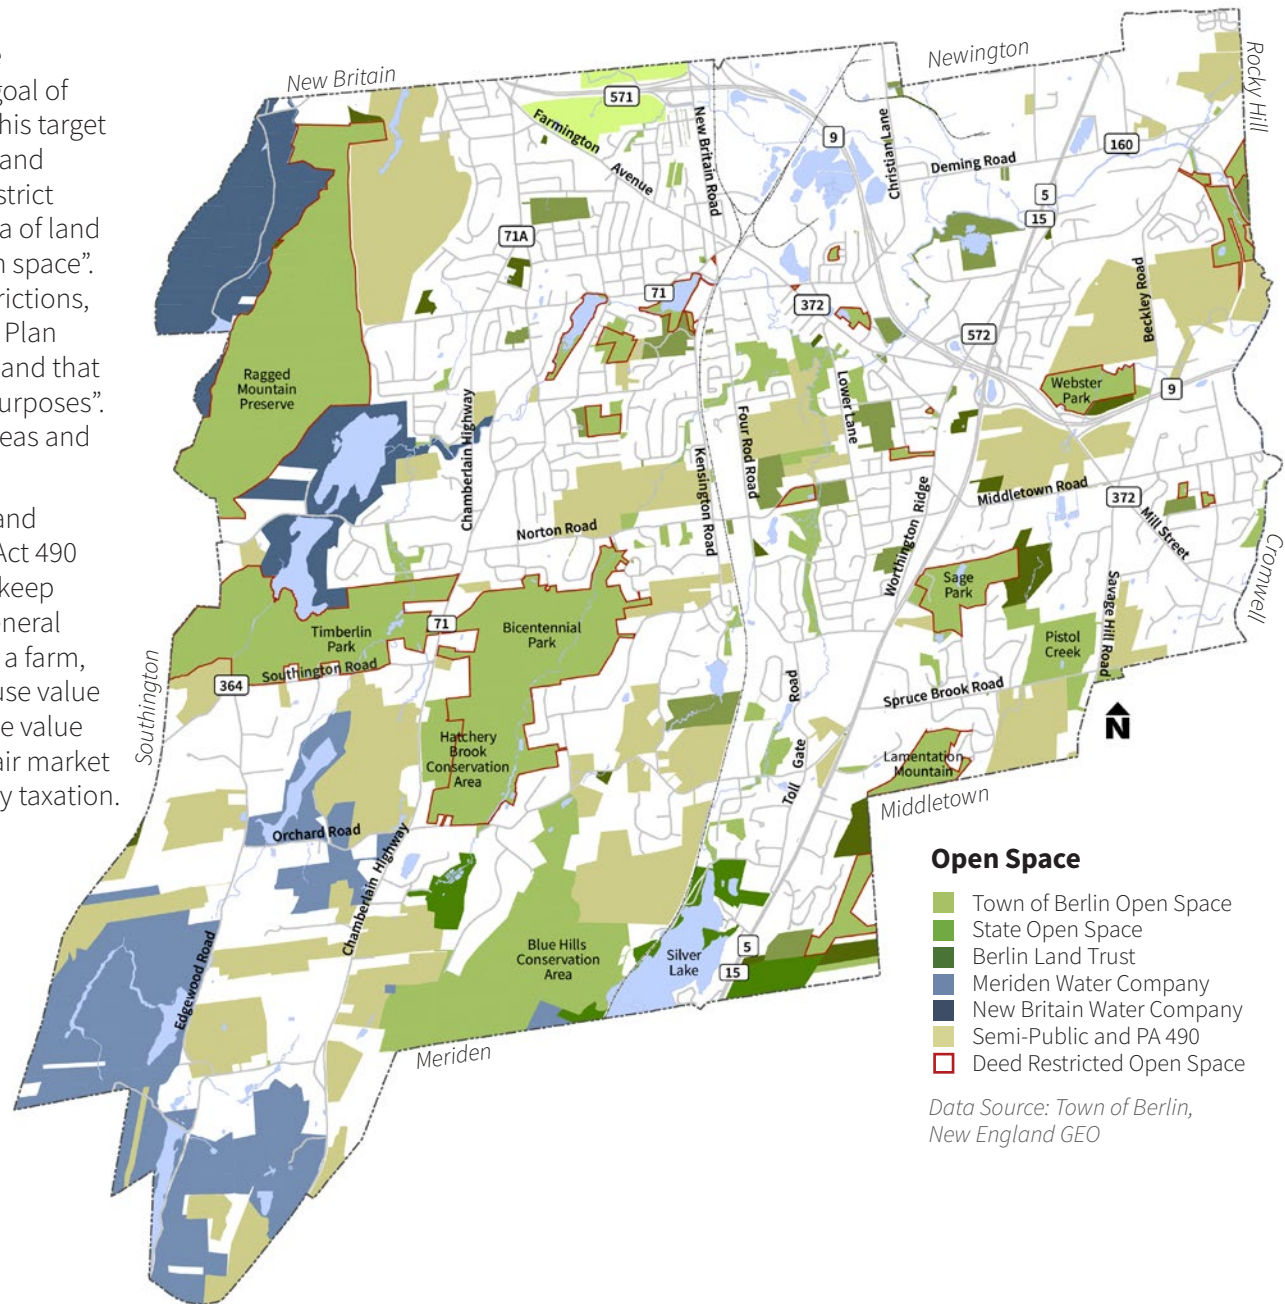 goal of
his target
and
strict
a of land
n space”.
rictions,
Plan
and that
urposes”.
eas and
and
Act 490
keep
eneral
a farm,
use value
e value
air market
y taxation.
New Britain
Newington
Rocky Hill
571
Farmington
Avenue
New Britain Road
9
Christian Lane
Deming Road
160
5
15
71A
71
372
572
Beckley Road
Ragged
Mountain
Preserve
Webster
Park
9
Chamberlain Highway
Lower Lane
Four Rod Road
Kensington Road
Worthington Ridge
Middletown Road
372
Mill Street
Norton Road
Cromwell
Sage
Park
Savage Hill Road
Timberlin
Park
71
Bicentennial
Park
Pistol
Creek
Southington Road
364
Southington
Spruce Brook Road
N
Toll Gate Road
Hatchery
Brook
Conservation
Area
Lamentation
Mountain
Middletown
Orchard Road
Chamberlain Highway
Edgewood Road
Blue Hills
Conservation
Area
Silver
Lake
5
15
Meriden
Open Space
Town of Berlin Open Space
State Open Space
Berlin Land Trust
Meriden Water Company
New Britain Water Company
Semi-Public and PA 490
Deed Restricted Open Space
Data Source: Town of Berlin,
New England GEO